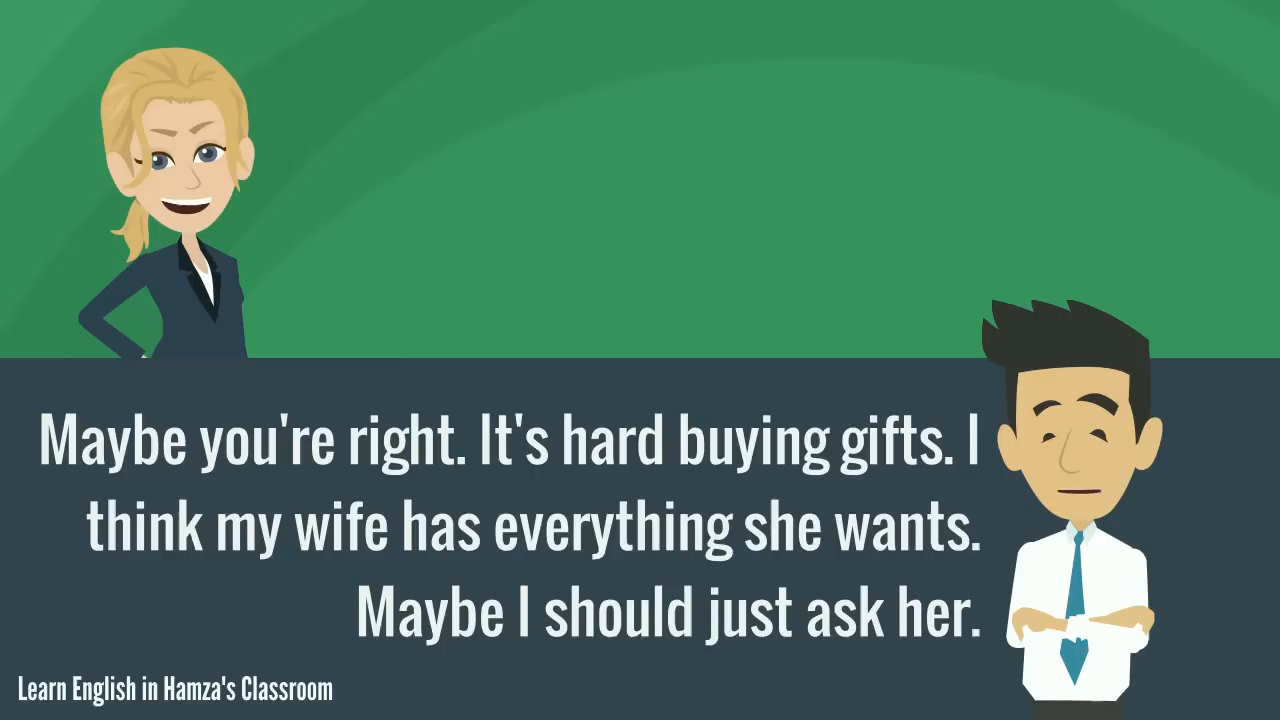 Maybe you're right. It's hard buying gifts. I
think my wife has everything she wants.
Maybe I should just ask her.
Learn English in Hamza's Classroom